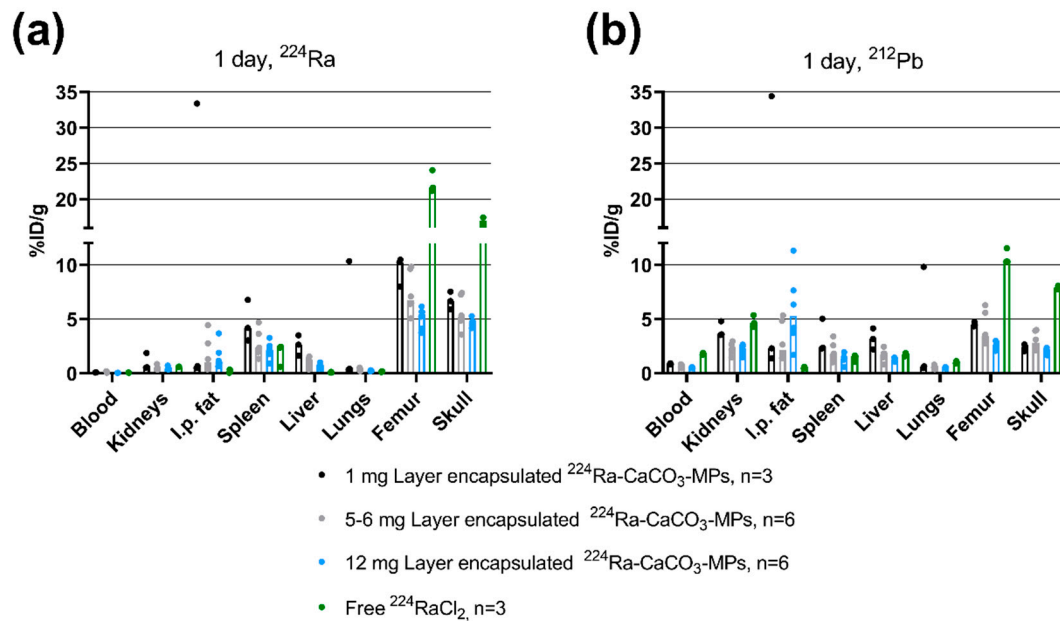 (a)
1 day, ²²⁴Ra
%ID/g
35
30
25
20
10
5
0
Blood
Kidneys
I.p. fat
Spleen
Liver
Lungs
Femur
Skull
(b)
1 day, ²¹²Pb
%ID/g
35
30
25
20
10
5
0
Blood
Kidneys
I.p. fat
Spleen
Liver
Lungs
Femur
Skull
1 mg Layer encapsulated ²²⁴Ra-CaCO₃-MPs, n=3
5-6 mg Layer encapsulated ²²⁴Ra-CaCO₃-MPs, n=6
12 mg Layer encapsulated ²²⁴Ra-CaCO₃-MPs, n=6
Free ²²⁴RaCl₂, n=3